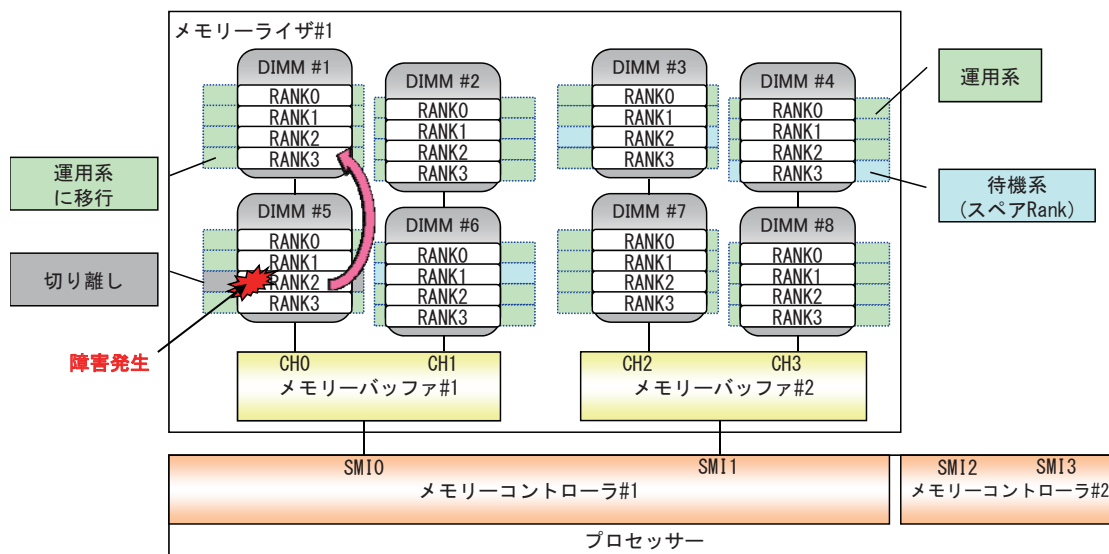 メモリーライザ#1
DIMM #1
RANK0
RANK1
RANK2
RANK3
DIMM #2
RANK0
RANK1
RANK2
RANK3
DIMM #3
RANK0
RANK1
RANK2
RANK3
DIMM #4
RANK0
RANK1
RANK2
RANK3
運用系
待機系
(スペアRank)
運用系
に移行
切り離し
障害発生
DIMM #5
RANK0
RANK1
RANK2
RANK3
DIMM #6
RANK0
RANK1
RANK2
RANK3
DIMM #7
RANK0
RANK1
RANK2
RANK3
DIMM #8
RANK0
RANK1
RANK2
RANK3
CH0
CH1
メモリーバッファ#1
CH2
CH3
メモリーバッファ#2
SMI0
SMI1
メモリーコントローラ#1
SMI2
SMI3
メモリーコントローラ#2
プロセッサー